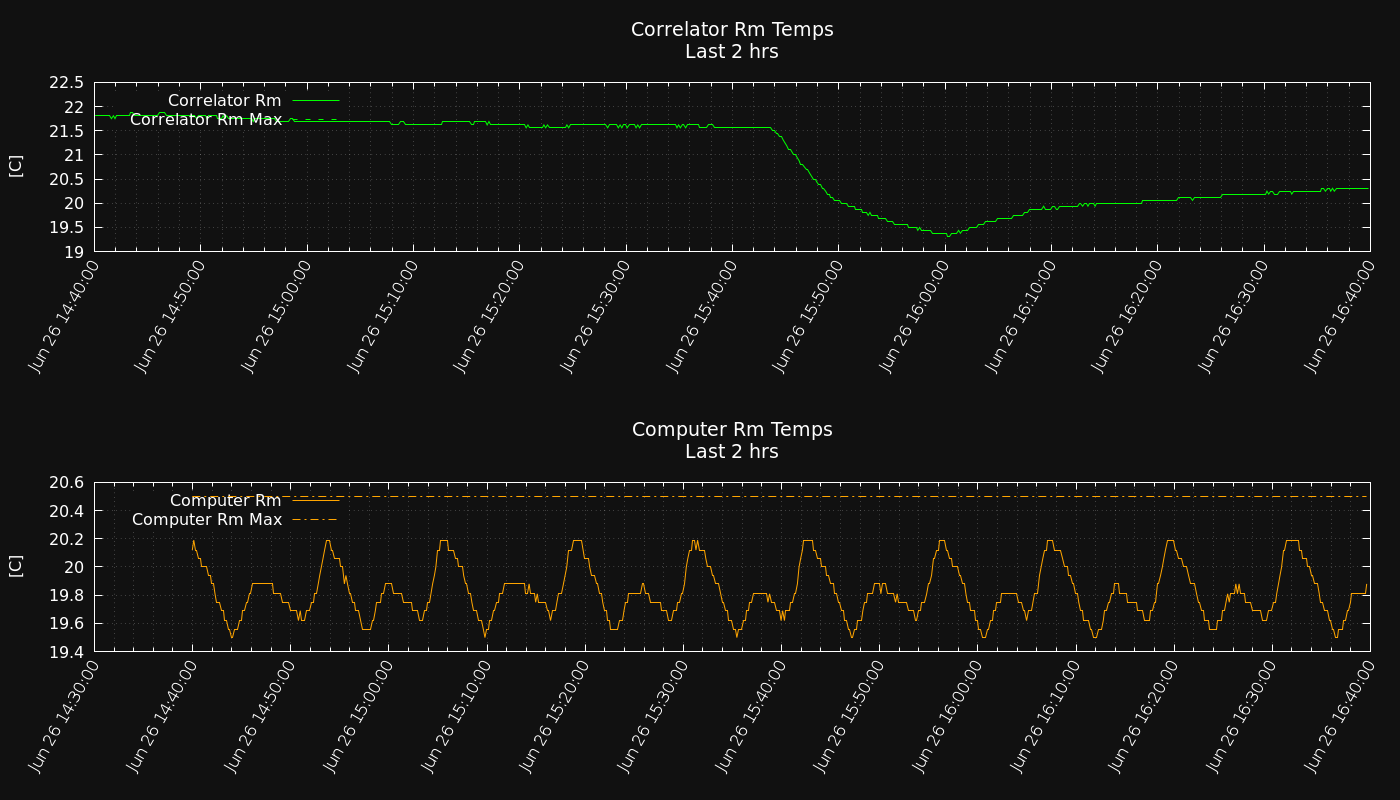 Correlator Rm Temps
Last 2 hrs
22.5
22
21.5
21
20.5
20
19.5
19
[C]
Correlator Rm
Correlator Rm Max
Jun 26 14:40:00
Jun 26 14:50:00
Jun 26 15:00:00
Jun 26 15:10:00
Jun 26 15:20:00
Jun 26 15:30:00
Jun 26 15:40:00
Jun 26 15:50:00
Jun 26 16:00:00
Jun 26 16:10:00
Jun 26 16:20:00
Jun 26 16:30:00
Jun 26 16:40:00
Computer Rm Temps
Last 2 hrs
20.6
20.4
20.2
20
19.8
19.6
19.4
[C]
Computer Rm
Computer Rm Max
Jun 26 14:30:00
Jun 26 14:40:00
Jun 26 14:50:00
Jun 26 15:00:00
Jun 26 15:10:00
Jun 26 15:20:00
Jun 26 15:30:00
Jun 26 15:40:00
Jun 26 15:50:00
Jun 26 16:00:00
Jun 26 16:10:00
Jun 26 16:20:00
Jun 26 16:30:00
Jun 26 16:40:00